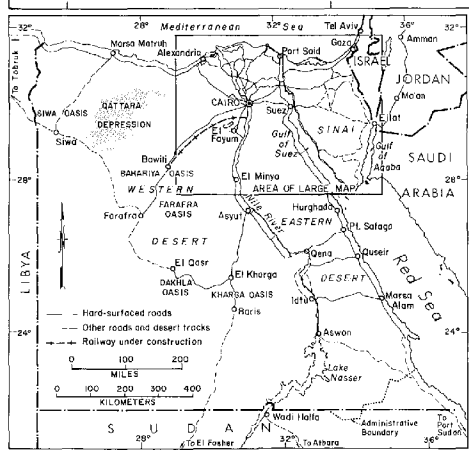 28°
32°
Mediterranean Sea
Tel Aviv
36°
32°
32°
Mersa Matruh
Alexandria
Port Said
Gaza
Amman
ISRAEL
To Tobruk
JORDAN
QATTARA
DEPRESSION
CAIRO
Suez
Ma'an
SIWA OASIS
SINAI
Siwa
El Fayum
Gulf of Suez
Eilat
Gulf of Aqaba
SAUDI
Bawiti
BAHARIYA OASIS
28°
El Minya
AREA OF LARGE MAP
28°
WESTERN
ARABIA
FARAFRA OASIS
Farafra
Asyut
Nile River
Hurghada
EASTERN
Pt. Safaga
DESERT
Qena
Quseir
Red Sea
LIBYA
El Qasr
DAKHLA OASIS
El Kharga
KHARGA OASIS
DESERT
Idfu
Marsa Alam
Hard-surfaced roads
Baris
Other roads and desert tracks
24°
Railway under construction
Aswan
24°
0 100 200
MILES
Lake Nasser
0 100 200 300 400
KILOMETERS
Wadi Halfa
Administrative Boundary
To Port Sudan
SUDAN
28°
32°
36°
To El Fasher
To Atbara